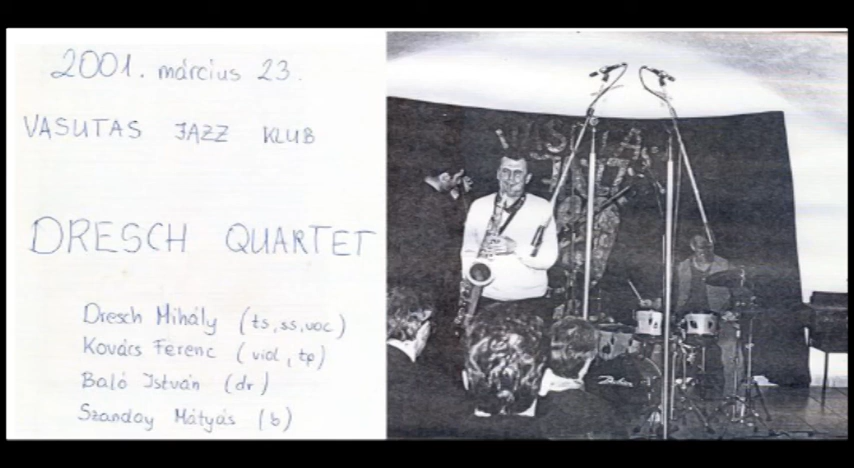 2001. március 23.
VASUTAS JAZZ KLUB
DRESCH QUARTET
Dresch Mihály (ts, ss, voc)
Kovács Ferenc (viol, tp)
Baló István (dr)
Szanday Mátyás (b)